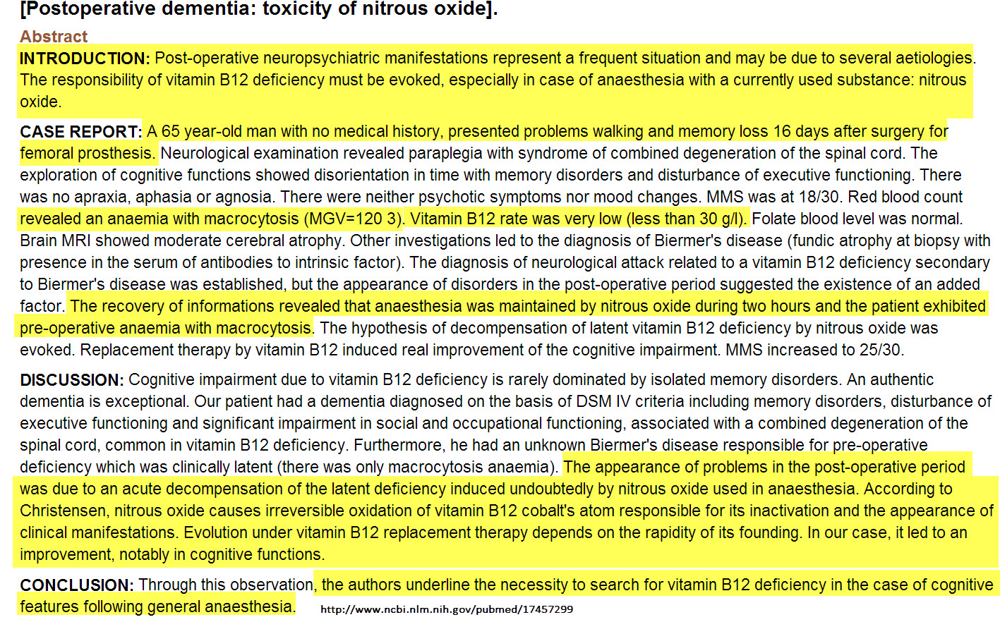 [Postoperative dementia: toxicity of nitrous oxide].
Abstract
INTRODUCTION: Post-operative neuropsychiatric manifestations represent a frequent situation and may be due to several aetiologies.
The responsibility of vitamin B12 deficiency must be evoked, especially in case of anaesthesia with a currently used substance: nitrous
oxide.
CASE REPORT: A 65 year-old man with no medical history, presented problems walking and memory loss 16 days after surgery for
femoral prosthesis. Neurological examination revealed paraplegia with syndrome of combined degeneration of the spinal cord. The
exploration of cognitive functions showed disorientation in time with memory disorders and disturbance of executive functioning. There
was no apraxia, aphasia or agnosia. There were neither psychotic symptoms nor mood changes. MMS was at 18/30. Red blood count
revealed an anaemia with macrocytosis (MGV=120 3). Vitamin B12 rate was very low (less than 30 g/l). Folate blood level was normal.
Brain MRI showed moderate cerebral atrophy. Other investigations led to the diagnosis of Biermer's disease (fundic atrophy at biopsy with
presence in the serum of antibodies to intrinsic factor). The diagnosis of neurological attack related to a vitamin B12 deficiency secondary
to Biermer's disease was established, but the appearance of disorders in the post-operative period suggested the existence of an added
factor. The recovery of informations revealed that anaesthesia was maintained by nitrous oxide during two hours and the patient exhibited
pre-operative anaemia with macrocytosis. The hypothesis of decompensation of latent vitamin B12 deficiency by nitrous oxide was
evoked. Replacement therapy by vitamin B12 induced real improvement of the cognitive impairment. MMS increased to 25/30.
DISCUSSION: Cognitive impairment due to vitamin B12 deficiency is rarely dominated by isolated memory disorders. An authentic
dementia is exceptional. Our patient had a dementia diagnosed on the basis of DSM IV criteria including memory disorders, disturbance of
executive functioning and significant impairment in social and occupational functioning, associated with a combined degeneration of the
spinal cord, common in vitamin B12 deficiency. Furthermore, he had an unknown Biermer's disease responsible for pre-operative
deficiency which was clinically latent (there was only macrocytosis anaemia). The appearance of problems in the post-operative period
was due to an acute decompensation of the latent deficiency induced undoubtedly by nitrous oxide used in anaesthesia. According to
Christensen, nitrous oxide causes irreversible oxidation of vitamin B12 cobalt's atom responsible for its inactivation and the appearance of
clinical manifestations. Evolution under vitamin B12 replacement therapy depends on the rapidity of its founding. In our case, it led to an
improvement, notably in cognitive functions.
CONCLUSION: Through this observation, the authors underline the necessity to search for vitamin B12 deficiency in the case of cognitive
features following general anaesthesia. http://www.ncbi.nlm.nih.gov/pubmed/17457299